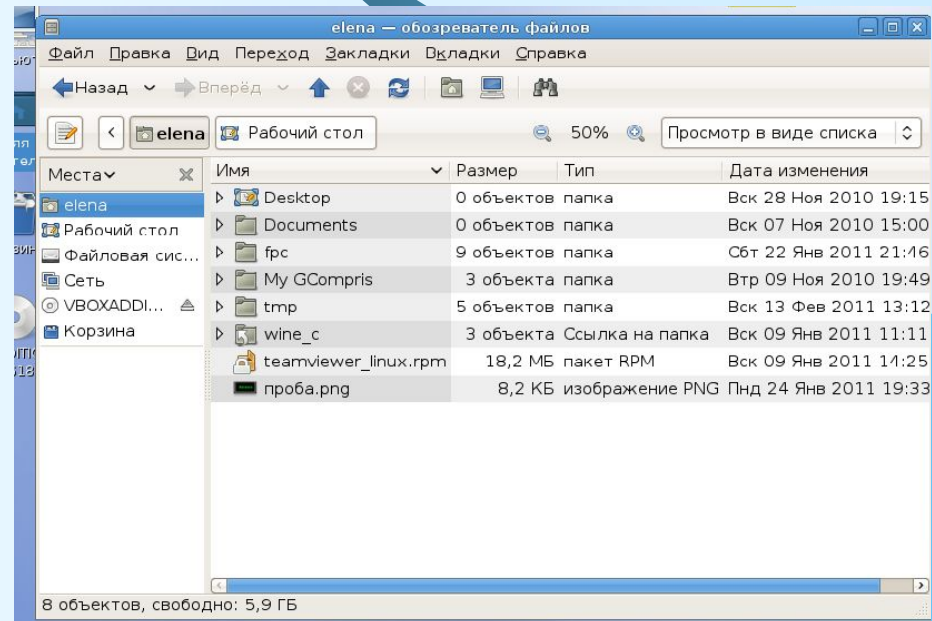 elena — обозреватель файлов
Файл Правка Вид Переход Закладки Вкладки Справка
Назад Вперёд
elena Рабочий стол 50% Просмотр в виде списка
Места Имя Размер Тип Дата изменения
elena
Рабочий стол
Файловая сис...
Сеть
VBOXADDI...
Корзина
Desktop 0 объектов папка Вск 28 Ноя 2010 19:15
Documents 0 объектов папка Вск 07 Ноя 2010 15:00
fpc 9 объектов папка Сбт 22 Янв 2011 21:46
My GCompris 3 объекта папка Втр 09 Ноя 2010 19:49
tmp 5 объектов папка Вск 13 Фев 2011 13:12
wine_c 3 объекта Ссылка на папка Вск 09 Янв 2011 11:11
teamviewer_linux.rpm 18,2 МБ пакет RPM Вск 09 Янв 2011 14:25
проба.png 8,2 КБ изображение PNG Пнд 24 Янв 2011 19:33
8 объектов, свободно: 5,9 ГБ